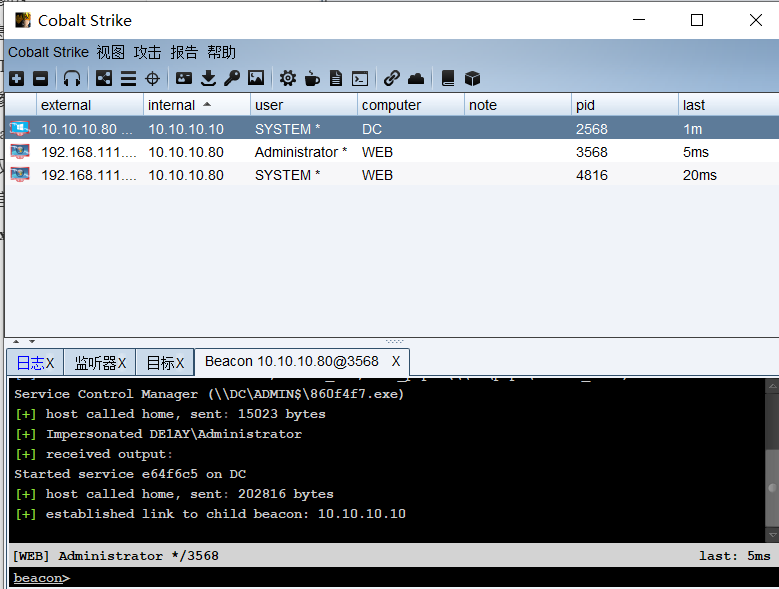 Cobalt Strike
Cobalt Strike 视图 攻击 报告 帮助
external internal user computer note pid last
10.10.10.80 ... 10.10.10.10 SYSTEM * DC 2568 1m
192.168.111.... 10.10.10.80 Administrator * WEB 3568 5ms
192.168.111.... 10.10.10.80 SYSTEM * WEB 4816 20ms
日志X 监听器X 目标X Beacon 10.10.10.80@3568 X
Service Control Manager (\\DC\ADMIN$\860f4f7.exe)
[+] host called home, sent: 15023 bytes
[+] Impersonated DE1AY\Administrator
[+] received output:
Started service e64f6c5 on DC
[+] host called home, sent: 202816 bytes
[+] established link to child beacon: 10.10.10.10
[WEB] Administrator */3568 last: 5ms
beacon>